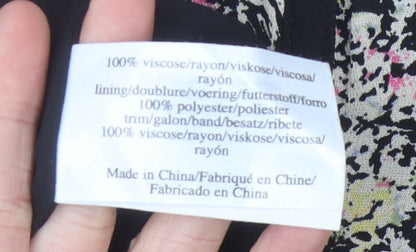 100% viscose/rayon/viskose/viscosa/
rayón
lining/doublure/voering/futterstoff/forro
100% polyester/poliester
trim/galon/band/besatz/ribete
100% viscose/rayon/viskose/viscosa/
rayón
Made in China/Fabriqué en Chine/
Fabricado en China